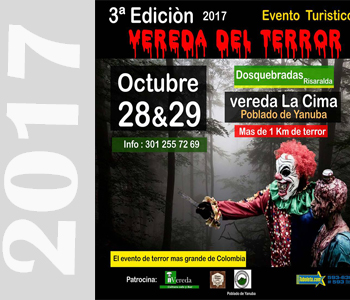 2017
3ª Ediciòn 2017
Evento Turistico
VEREDA DEL TERROR
Octubre
28&29
Info : 301 255 72 69
Dosquebradas
Risaralda
vereda La Cima
Poblado de Yanuba
Mas de 1 Km de terror
El evento de terror mas grande de Colombia
Patrocina:
Vereda
Poblado de Yanuba